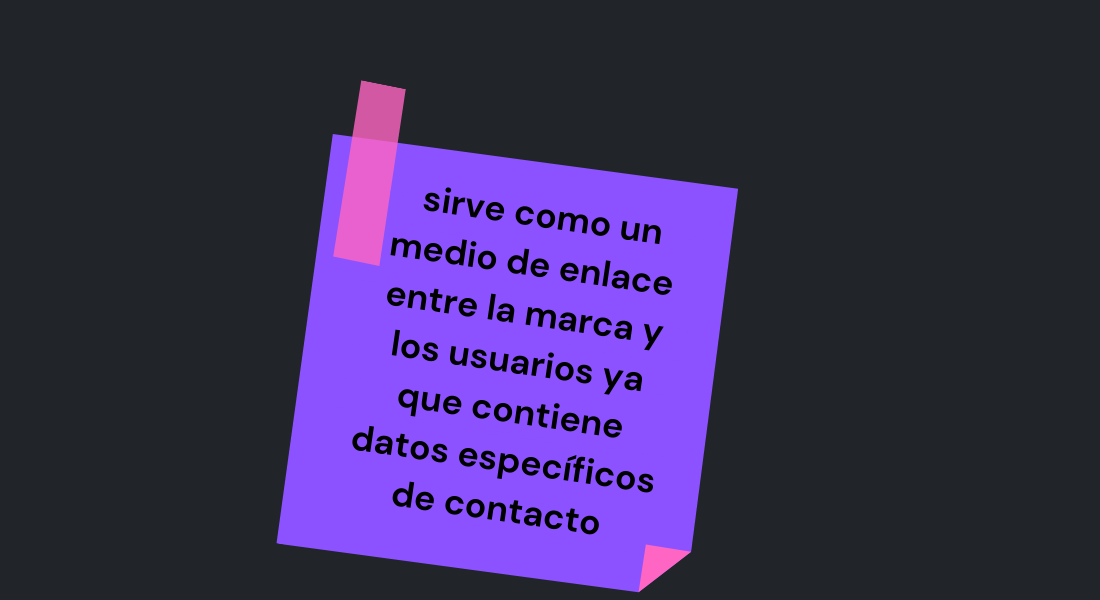 sirve como un
medio de enlace
entre la marca y
los usuarios ya
que contiene
datos específicos
de contacto